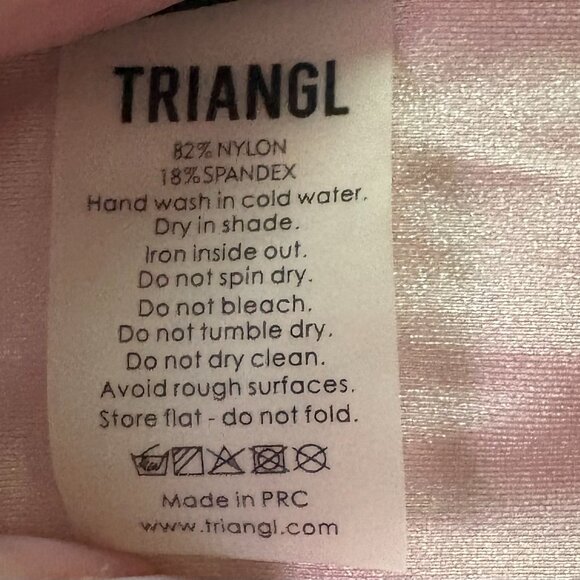 TRIANGL
82% NYLON
18% SPANDEX
Hand wash in cold water.
Dry in shade.
Iron inside out.
Do not spin dry.
Do not bleach.
Do not tumble dry.
Do not dry clean.
Avoid rough surfaces.
Store flat - do not fold.
Made in PRC
www.triangl.com